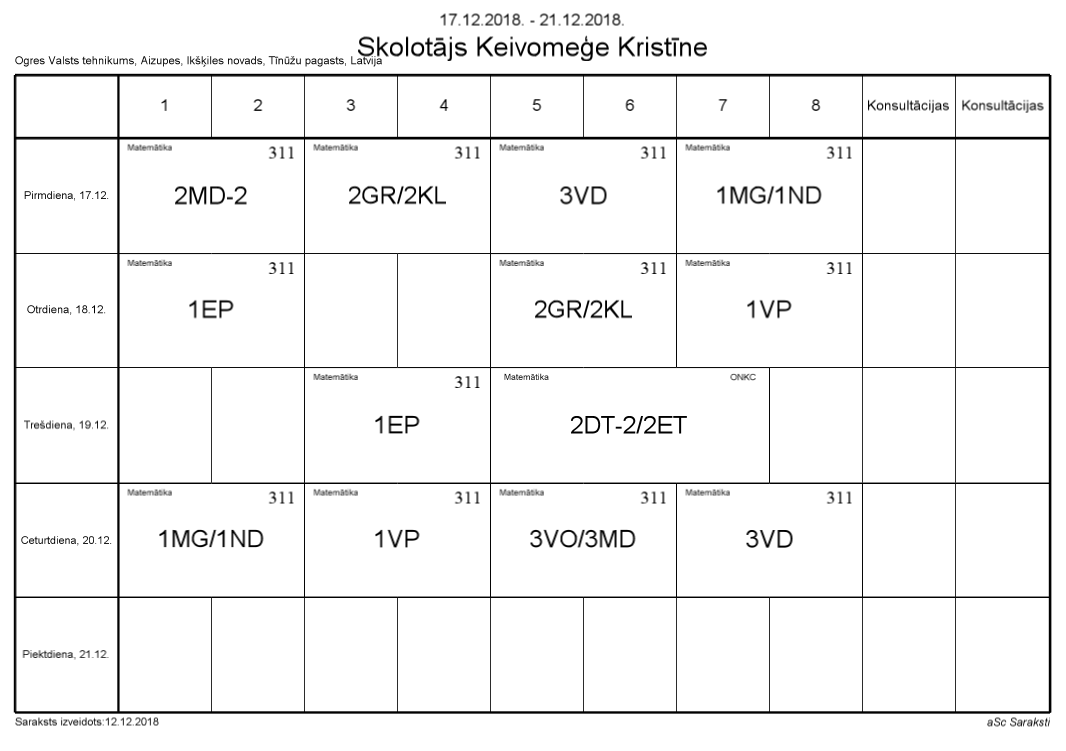 17.12.2018. - 21.12.2018.
Skolotājs Keivomeģe Kristīne
Ogres Valsts tehnikums, Aizupes, Ikšķiles novads, Tīnūžu pagasts, Latvija
1 2 3 4 5 6 7 8 Konsultācijas Konsultācijas
Matemātika 311 Matemātika 311 Matemātika 311 Matemātika 311
Pirmdiena, 17.12. 2MD-2 2GR/2KL 3VD 1MG/1ND
Matemātika 311 Matemātika 311 Matemātika 311
Otrdiena, 18.12. 1EP 2GR/2KL 1VP
Matemātika 311 Matemātika ONKC
Trešdiena, 19.12. 1EP 2DT-2/2ET
Matemātika 311 Matemātika 311 Matemātika 311 Matemātika 311
Ceturtdiena, 20.12. 1MG/1ND 1VP 3VO/3MD 3VD
Piektdiena, 21.12.
Saraksts izveidots:12.12.2018 aSc Saraksti